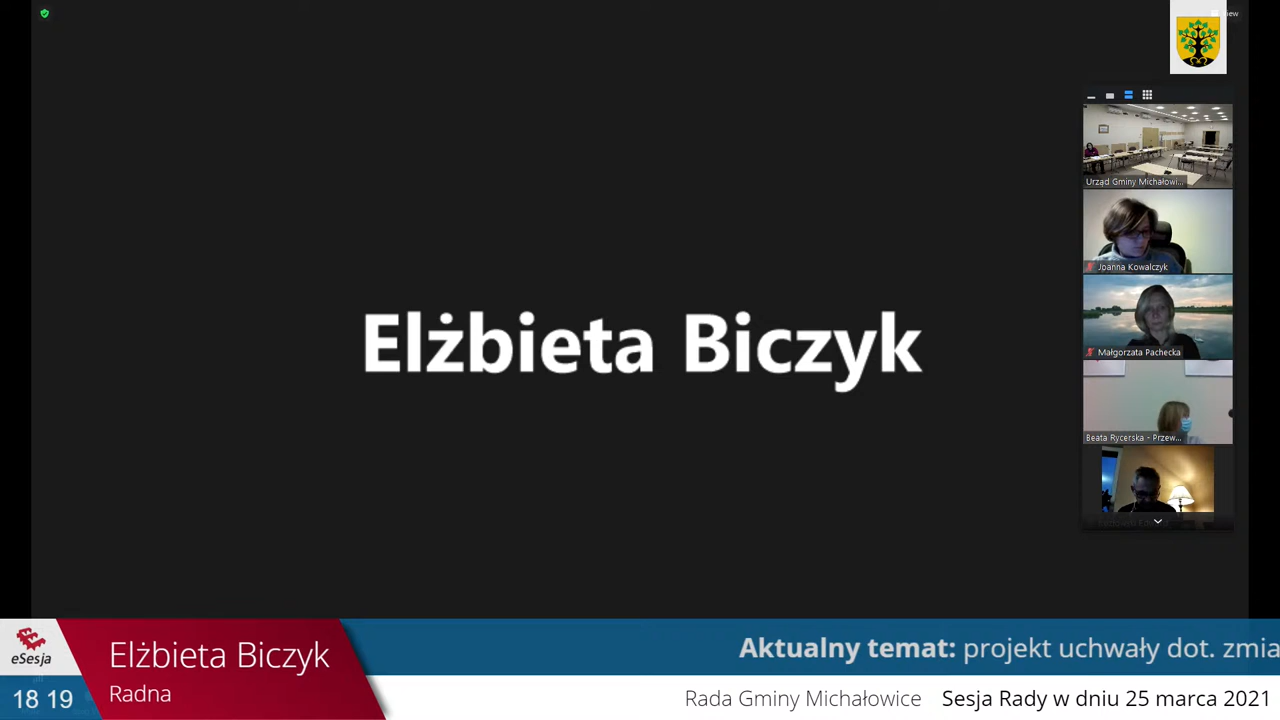 View
Urząd Gminy Michałowi...
Joanna Kowalczyk
Małgorzata Pachecka
Beata Rycerska - Przew...
Elżbieta Biczyk
eSesja
Elżbieta Biczyk
Radna
18 19
Aktualny temat: projekt uchwały dot. zmia
Rada Gminy Michałowice Sesja Rady w dniu 25 marca 2021